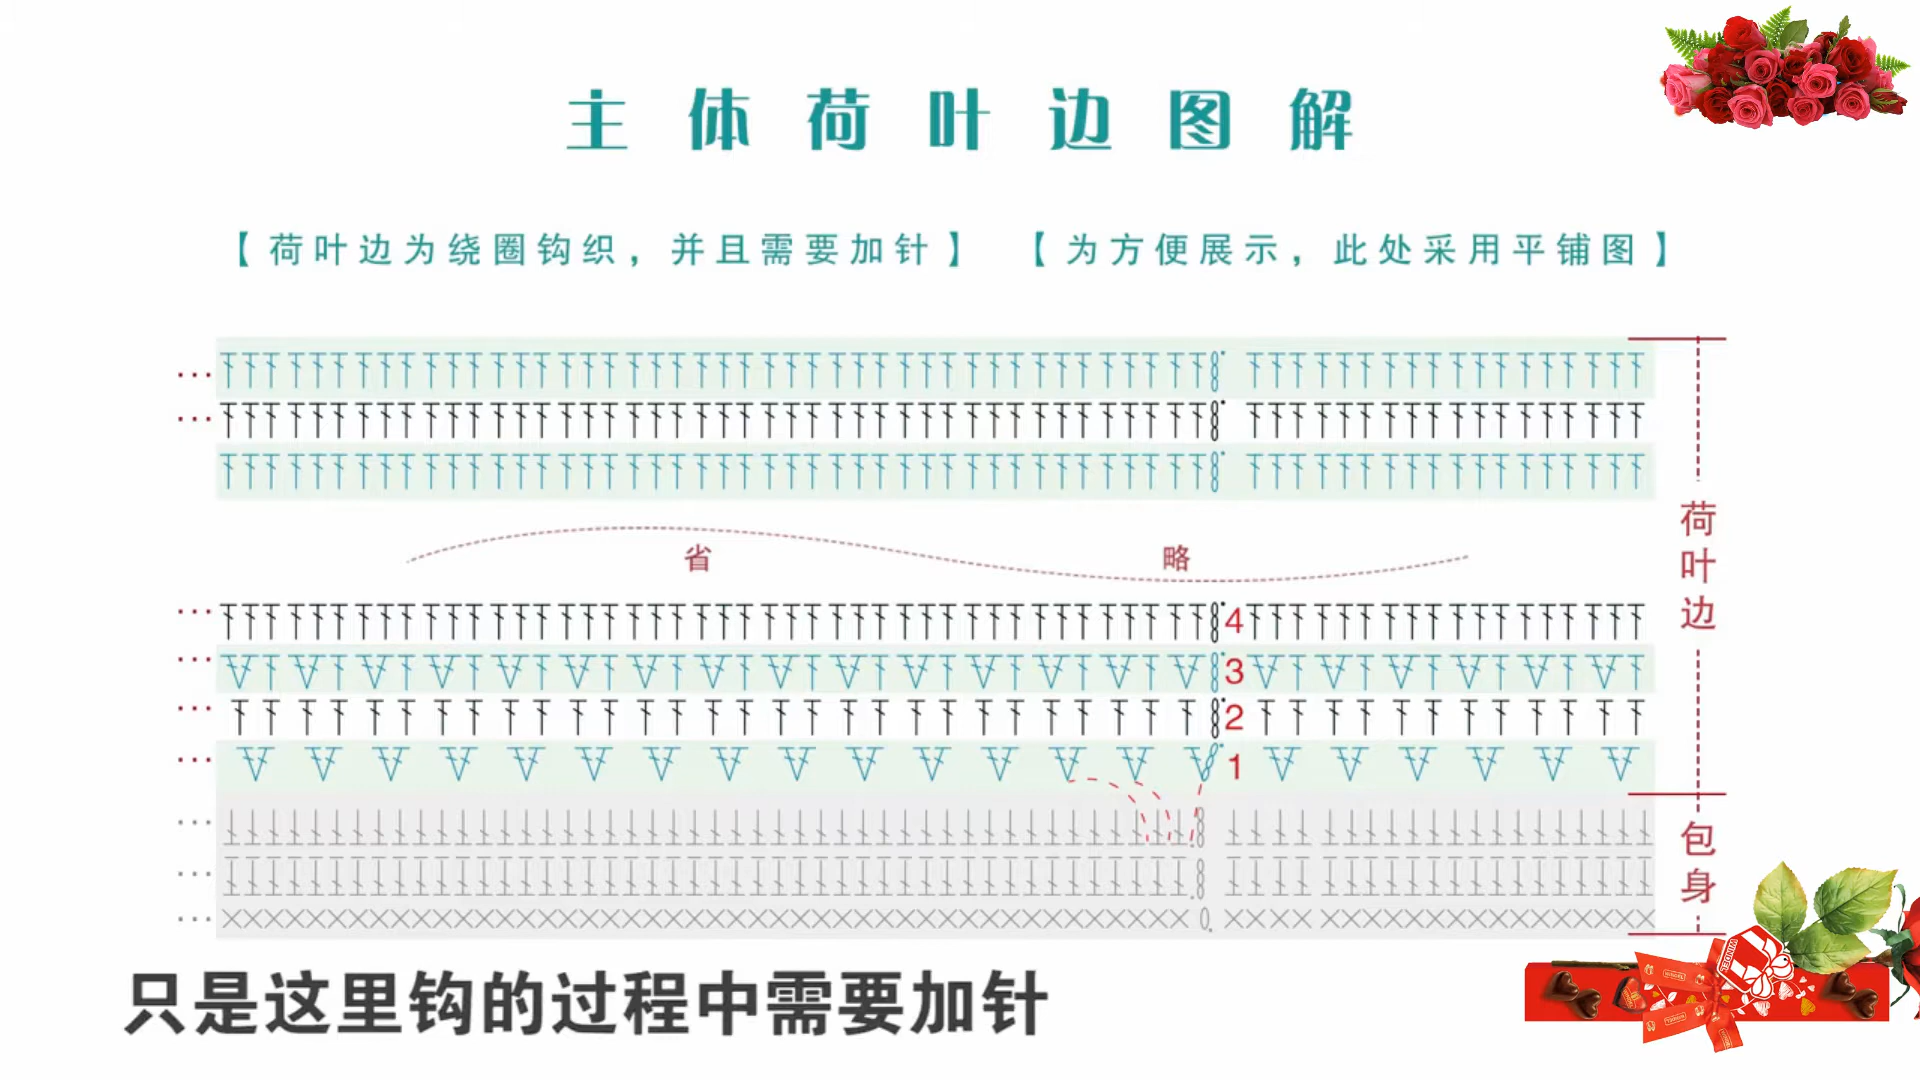 主体荷叶边图解
【荷叶边为绕圈钩织，并且需要加针】 【为方便展示，此处采用平铺图】
省略
荷叶边
4
3
2
1
包身
只是这里钩的过程中需要加针